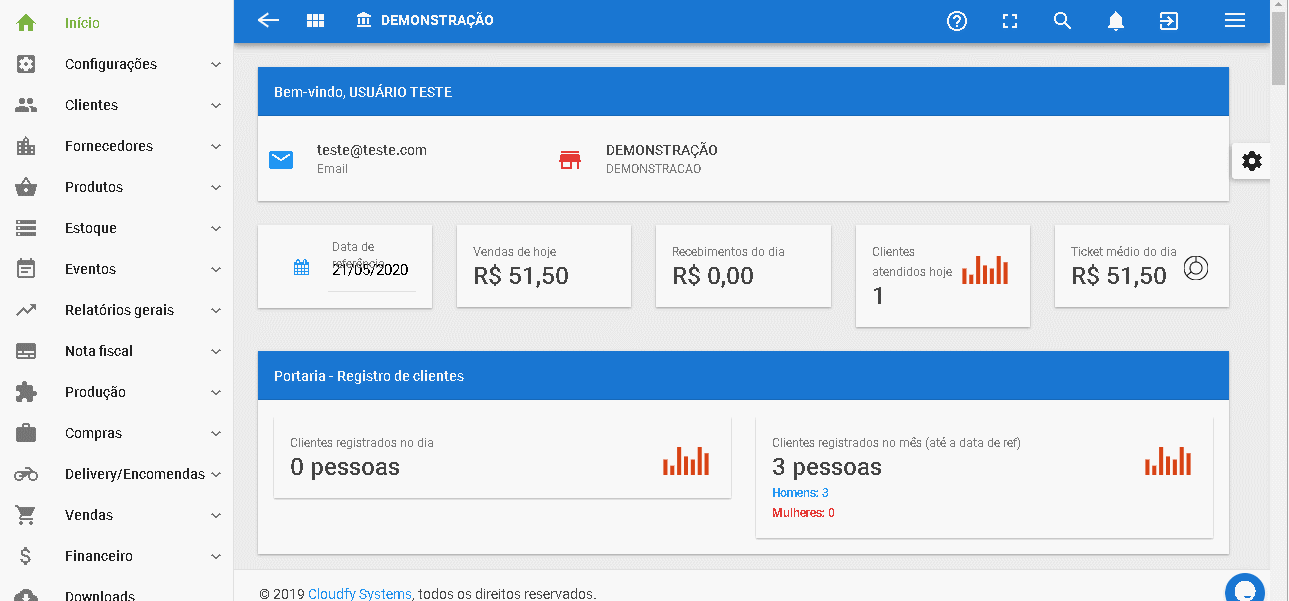 Início
Configurações
Clientes
Fornecedores
Produtos
Estoque
Eventos
Relatórios gerais
Nota fiscal
Produção
Compras
Delivery/Encomendas
Vendas
Financeiro
Downloads
DEMONSTRAÇÃO
Bem-vindo, USUÁRIO TESTE
teste@teste.com
Email
DEMONSTRAÇÃO
DEMONSTRACAO
Data de
referência
21/05/2020
Vendas de hoje
R$ 51,50
Recebimentos do dia
R$ 0,00
Clientes
atendidos hoje
1
Ticket médio do dia
R$ 51,50
Portaria - Registro de clientes
Clientes registrados no dia
0 pessoas
Clientes registrados no mês (até a data de ref)
3 pessoas
Homens: 3
Mulheres: 0
© 2019 Cloudfy Systems, todos os direitos reservados.